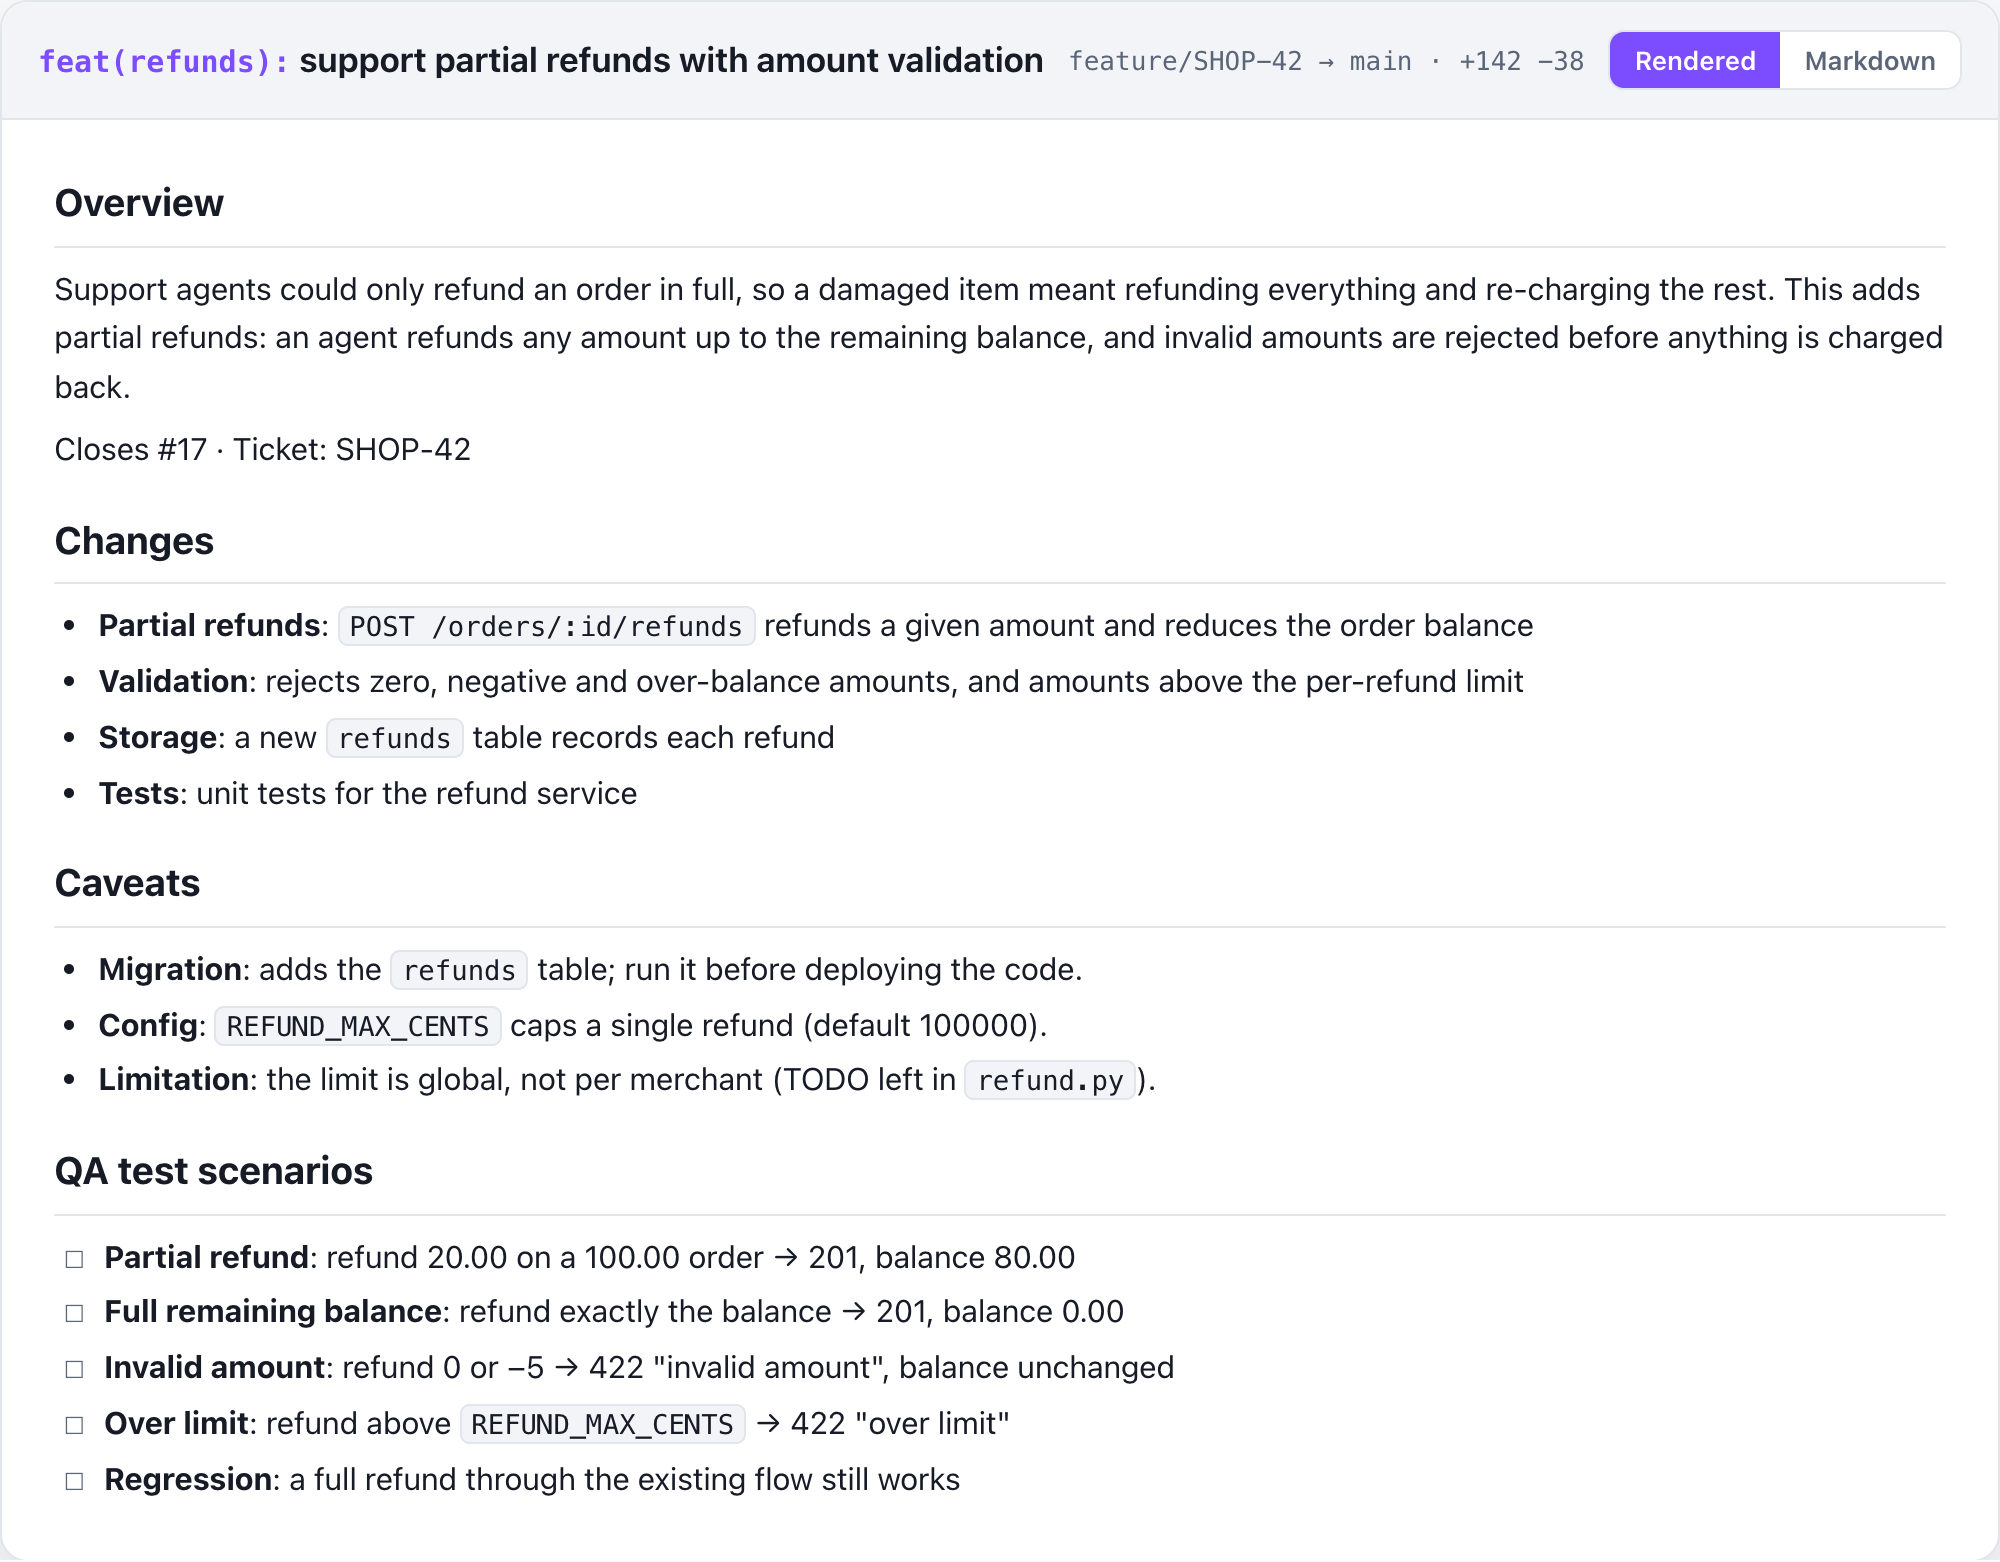 feat(refunds): support partial refunds with amount validation feature/SHOP-42 → main · +142 −38 Rendered Markdown
Overview
Support agents could only refund an order in full, so a damaged item meant refunding everything and re-charging the rest. This adds
partial refunds: an agent refunds any amount up to the remaining balance, and invalid amounts are rejected before anything is charged
back.
Closes #17 · Ticket: SHOP-42
Changes
• Partial refunds: POST /orders/:id/refunds refunds a given amount and reduces the order balance
• Validation: rejects zero, negative and over-balance amounts, and amounts above the per-refund limit
• Storage: a new refunds table records each refund
• Tests: unit tests for the refund service
Caveats
• Migration: adds the refunds table; run it before deploying the code.
• Config: REFUND_MAX_CENTS caps a single refund (default 100000).
• Limitation: the limit is global, not per merchant (TODO left in refund.py).
QA test scenarios
☐ Partial refund: refund 20.00 on a 100.00 order → 201, balance 80.00
☐ Full remaining balance: refund exactly the balance → 201, balance 0.00
☐ Invalid amount: refund 0 or −5 → 422 "invalid amount", balance unchanged
☐ Over limit: refund above REFUND_MAX_CENTS → 422 "over limit"
☐ Regression: a full refund through the existing flow still works